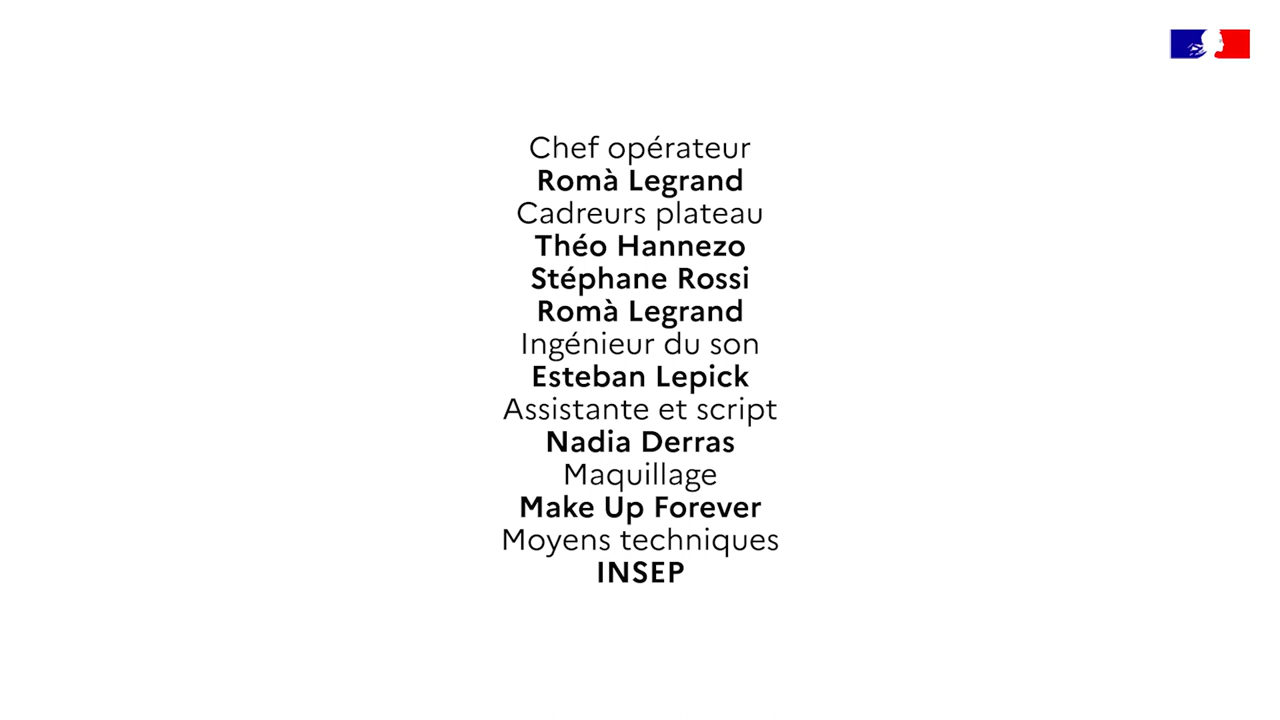 Chef opérateur
Romà Legrand
Cadreurs plateau
Théo Hannezo
Stéphane Rossi
Romà Legrand
Ingénieur du son
Esteban Lepick
Assistante et script
Nadia Derras
Maquillage
Make Up Forever
Moyens techniques
INSEP